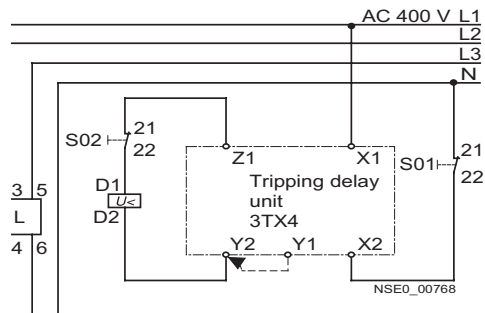 AC 400 V L1
L2
L3
N
S02 21
22
Z1 X1
S01 21
22
3 5
D1
U<
D2
L
Tripping delay
unit
3TX4
4 6
Y2 Y1 X2
NSE0_00768